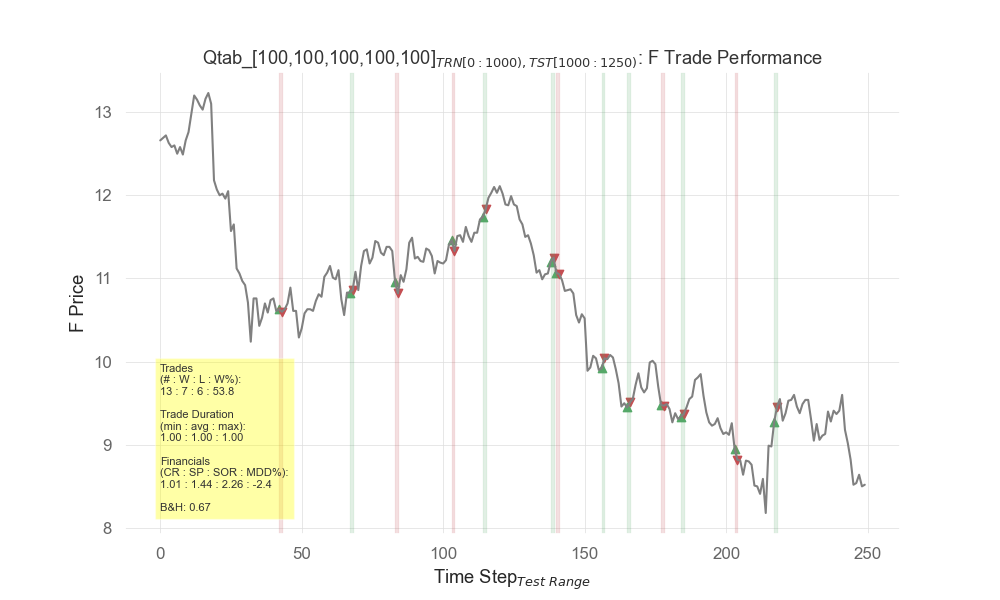 Qtab_[100,100,100,100,100]TRN[0 : 1000), TST[1000 : 1250): F Trade Performance
F Price
13
12
11
10
9
8
Trades
(# : W : L : W%):
13 : 7 : 6 : 53.8
Trade Duration
(min : avg : max):
1.00 : 1.00 : 1.00
Financials
(CR : SP : SOR : MDD%):
1.01 : 1.44 : 2.26 : -2.4
B&H: 0.67
0 50 100 150 200 250
Time StepTest Range